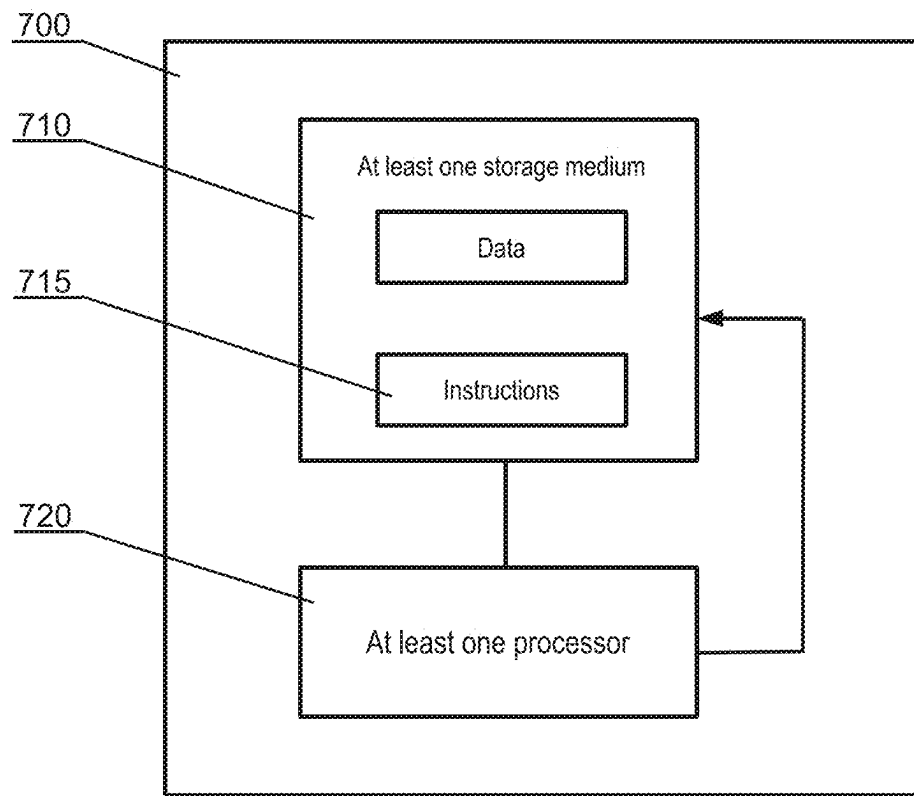 700
710
At least one storage medium
Data
715
Instructions
720
At least one processor